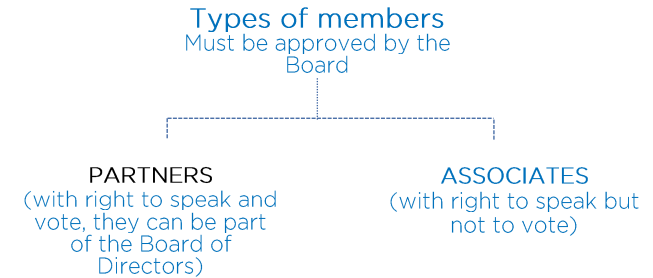 Types of members
Must be approved by the
Board
PARTNERS
(with right to speak and
vote, they can be part
of the Board of
Directors)
ASSOCIATES
(with right to speak but
not to vote)